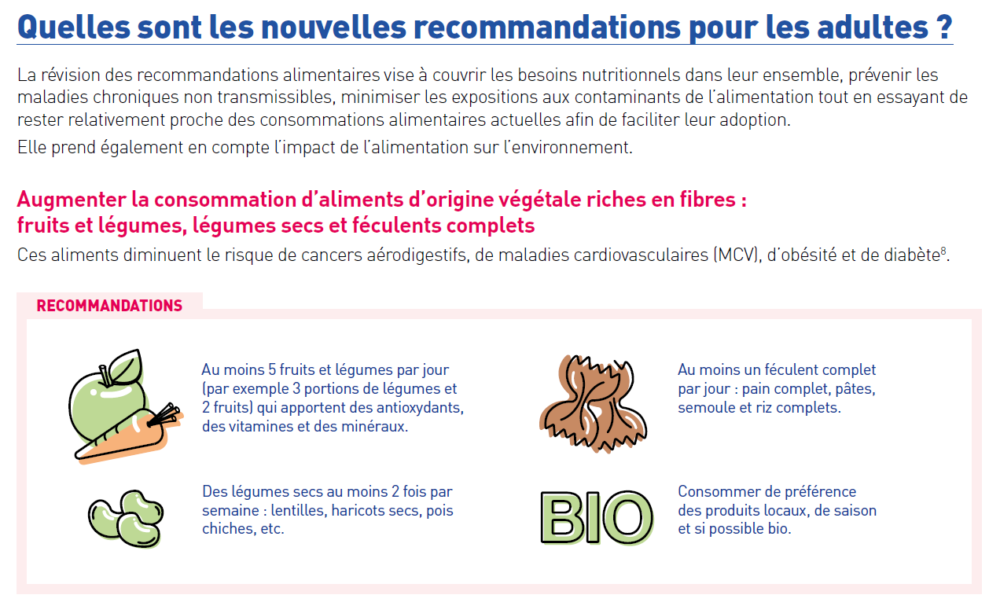 Quelles sont les nouvelles recommandations pour les adultes ?
La révision des recommandations alimentaires vise à couvrir les besoins nutritionnels dans leur ensemble, prévenir les
maladies chroniques non transmissibles, minimiser les expositions aux contaminants de l'alimentation tout en essayant de
rester relativement proche des consommations alimentaires actuelles afin de faciliter leur adoption.
Elle prend également en compte l'impact de l'alimentation sur l'environnement.
Augmenter la consommation d'aliments d'origine végétale riches en fibres :
fruits et légumes, légumes secs et féculents complets
Ces aliments diminuent le risque de cancers aérodigestifs, de maladies cardiovasculaires (MCV), d'obésité et de diabète⁸.
RECOMMANDATIONS
Au moins 5 fruits et légumes par jour
(par exemple 3 portions de légumes et
2 fruits) qui apportent des antioxydants,
des vitamines et des minéraux.
Au moins un féculent complet
par jour : pain complet, pâtes,
semoule et riz complets.
Des légumes secs au moins 2 fois par
semaine : lentilles, haricots secs, pois
chiches, etc.
BIO
Consommer de préférence
des produits locaux, de saison
et si possible bio.